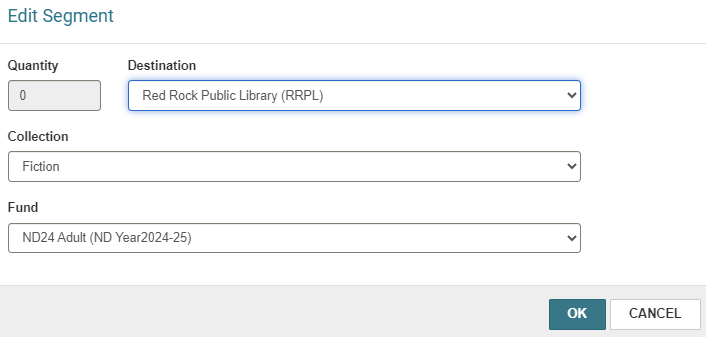 Edit Segment
Quantity Destination
0 Red Rock Public Library (RRPL)
Collection
Fiction
Fund
ND24 Adult (ND Year2024-25)
OK CANCEL